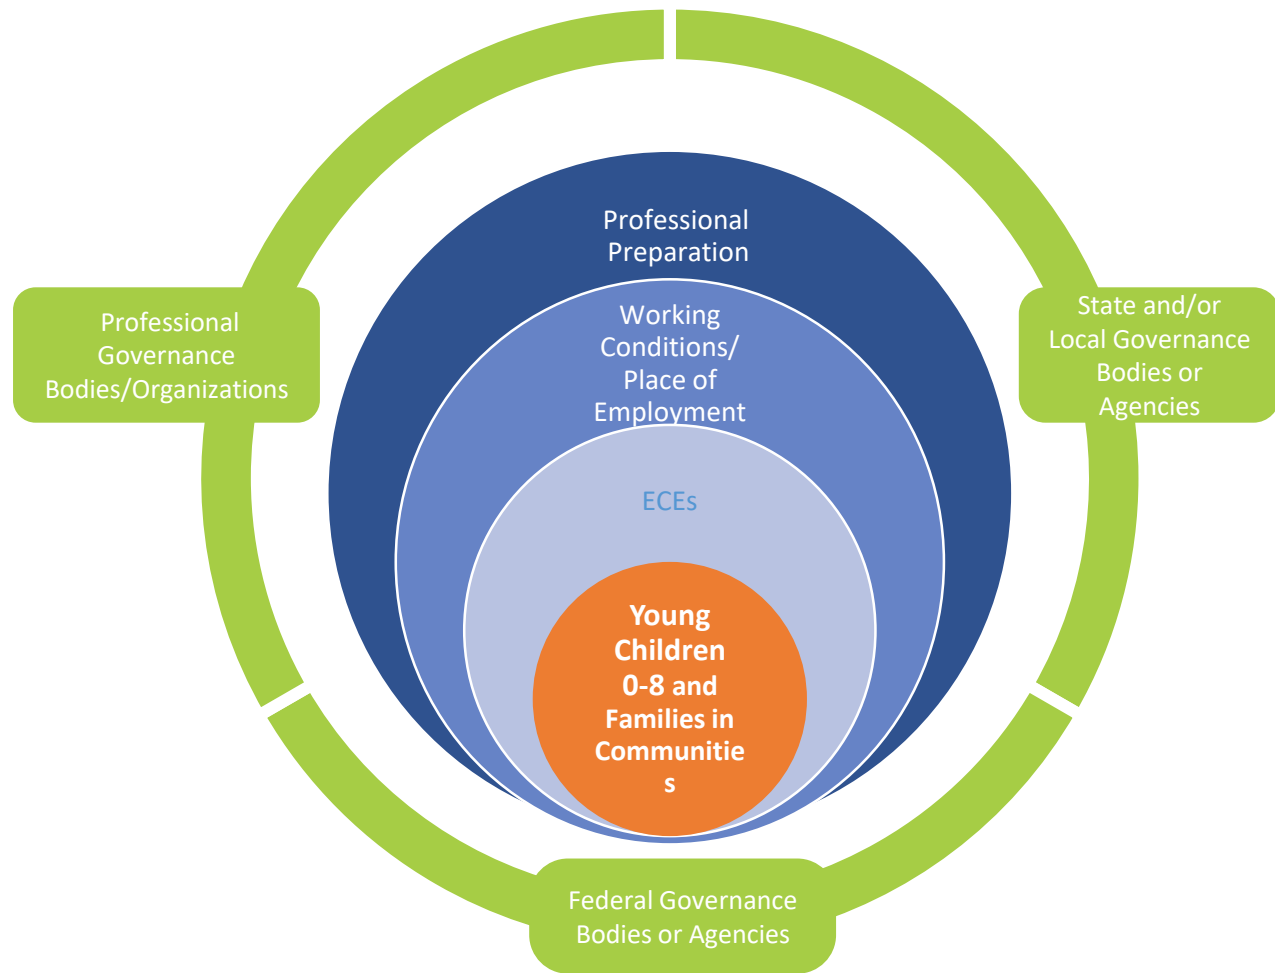 Professional
Preparation
Working
Conditions/
Place of
Employment
Professional
Governance
Bodies/Organizations
State and/or
Local Governance
Bodies or
Agencies
ECEs
Young
Children
0-8 and
Families in
Communitie
s
Federal Governance
Bodies or Agencies